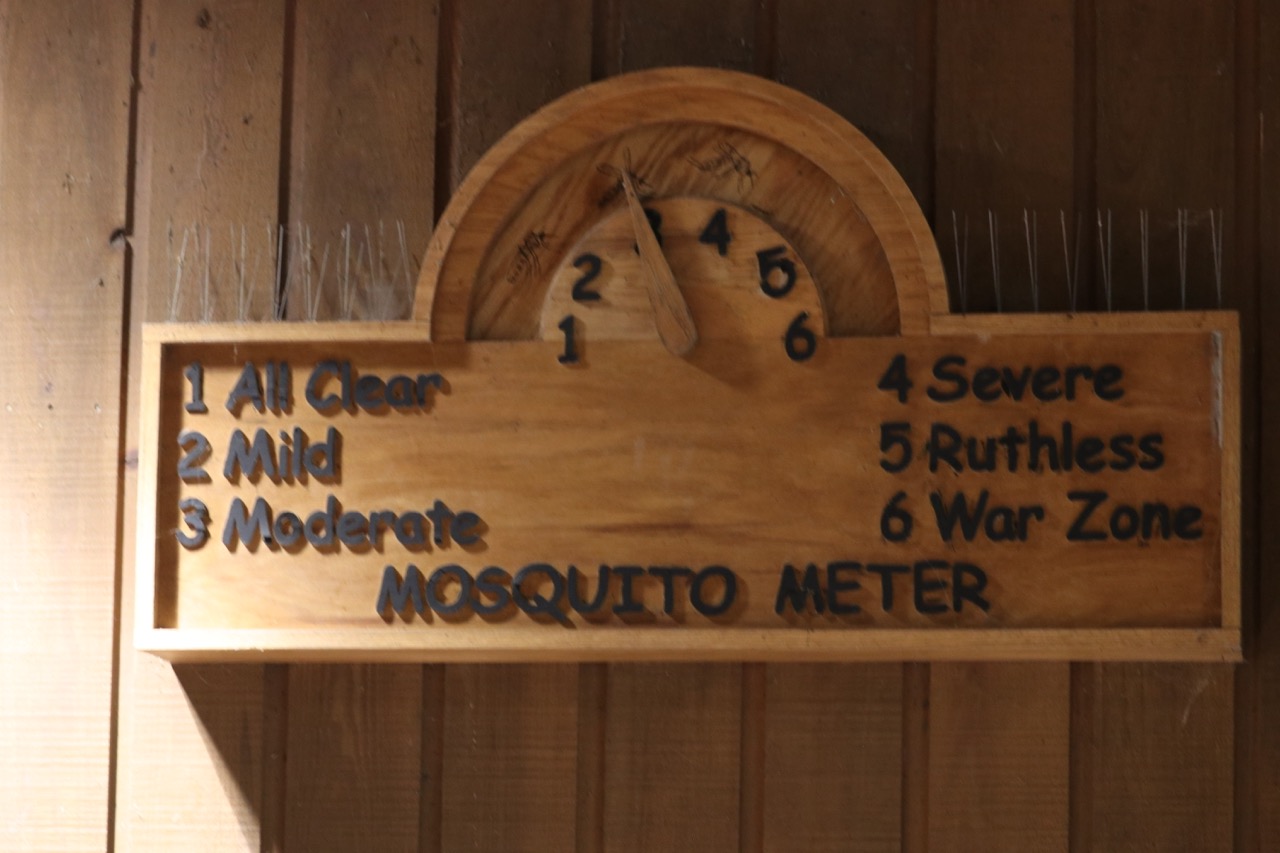 1 2 3 4 5 6
1 All Clear
2 Mild
3 Moderate
4 Severe
5 Ruthless
6 War Zone
MOSQUITO METER